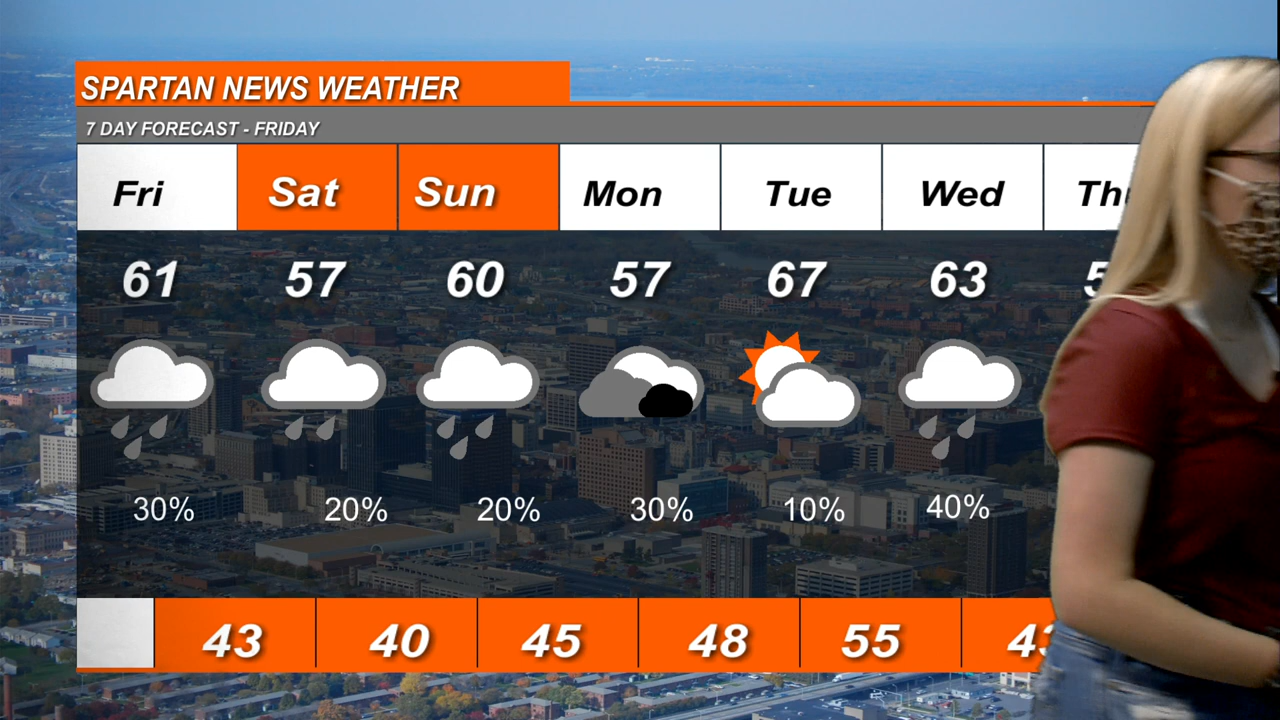 SPARTAN NEWS WEATHER
7 DAY FORECAST - FRIDAY
Fri Sat Sun Mon Tue Wed
61 57 60 57 67 63
30% 20% 20% 30% 10% 40%
43 40 45 48 55